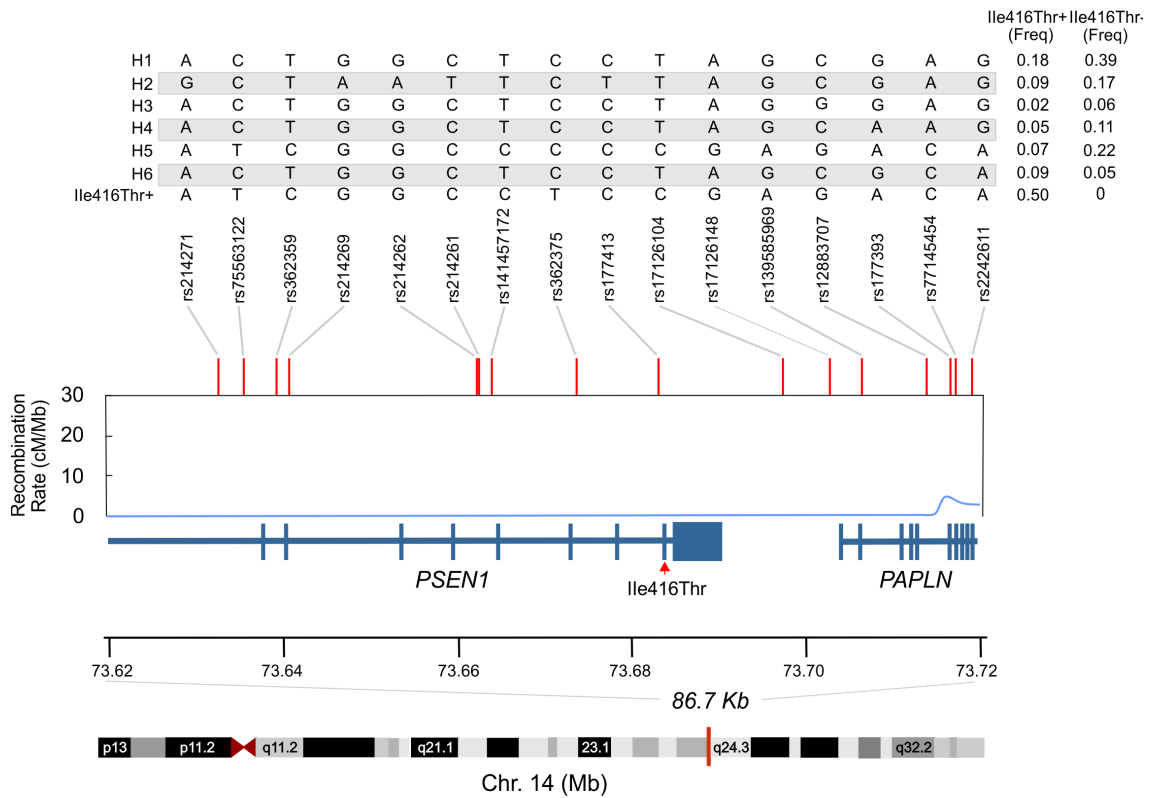 IIe416Thr+ IIe416Thr-
(Freq) (Freq)
H1 A C T G G C T C C T A G C G A G 0.18 0.39
H2 G C T A A T T C T T A G C G A G 0.09 0.17
H3 A C T G G C T C C T A G G G A G 0.02 0.06
H4 A C T G G C T C C T A G C A A G 0.05 0.11
H5 A T C G G C C C C C G A G A C A 0.07 0.22
H6 A C T G G C T C C T A G C G C A 0.09 0.05
IIe416Thr+ A T C G G C C T C C G A G A C A 0.50 0
rs214271 rs75563122 rs362359 rs214269 rs214262 rs214261 rs141457172 rs362375 rs177413 rs17126104 rs17126148 rs139585969 rs12883707 rs177393 rs77145454 rs2242611
Recombination
Rate (cM/Mb)
30
20
10
0
PSEN1 PAPLN
IIe416Thr
73.62 73.64 73.66 73.68 73.70 73.72
86.7 Kb
p13 p11.2 q11.2 q21.1 23.1 q24.3 q32.2
Chr. 14 (Mb)